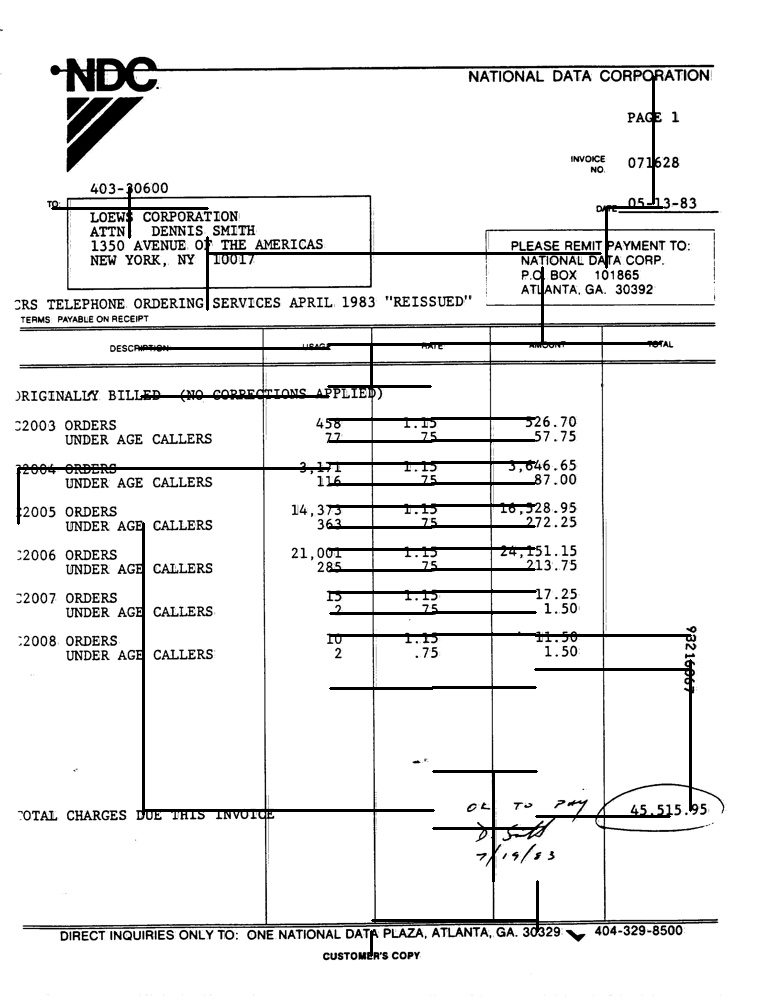 NDC
NATIONAL DATA CORPORATION
PAGE 1
INVOICE NO. 071628
403-30600
TO: DATE 05-13-83
LOEWS CORPORATION
ATTN DENNIS SMITH
1350 AVENUE OF THE AMERICAS
NEW YORK, NY 10017
PLEASE REMIT PAYMENT TO:
NATIONAL DATA CORP.
P.O. BOX 101865
ATLANTA, GA. 30392
CRS TELEPHONE ORDERING SERVICES APRIL 1983 "REISSUED"
TERMS: PAYABLE ON RECEIPT
DESCRIPTION USAGE RATE AMOUNT TOTAL
ORIGINALLY BILLED (NO CORRECTIONS APPLIED)
C2003 ORDERS 458 1.15 526.70
UNDER AGE CALLERS 77 .75 57.75
C2004 ORDERS 3,171 1.15 3,646.65
UNDER AGE CALLERS 116 .75 87.00
C2005 ORDERS 14,373 1.15 16,528.95
UNDER AGE CALLERS 363 .75 272.25
C2006 ORDERS 21,001 1.15 24,151.15
UNDER AGE CALLERS 285 .75 213.75
C2007 ORDERS 15 1.15 17.25
UNDER AGE CALLERS 2 .75 1.50
C2008 ORDERS 10 1.15 11.50
UNDER AGE CALLERS 2 .75 1.50
OK TO PAY
TOTAL CHARGES DUE THIS INVOICE 45,515.95
D. Smith
7/19/83
DIRECT INQUIRIES ONLY TO: ONE NATIONAL DATA PLAZA, ATLANTA, GA. 30329 404-329-8500
CUSTOMER'S COPY